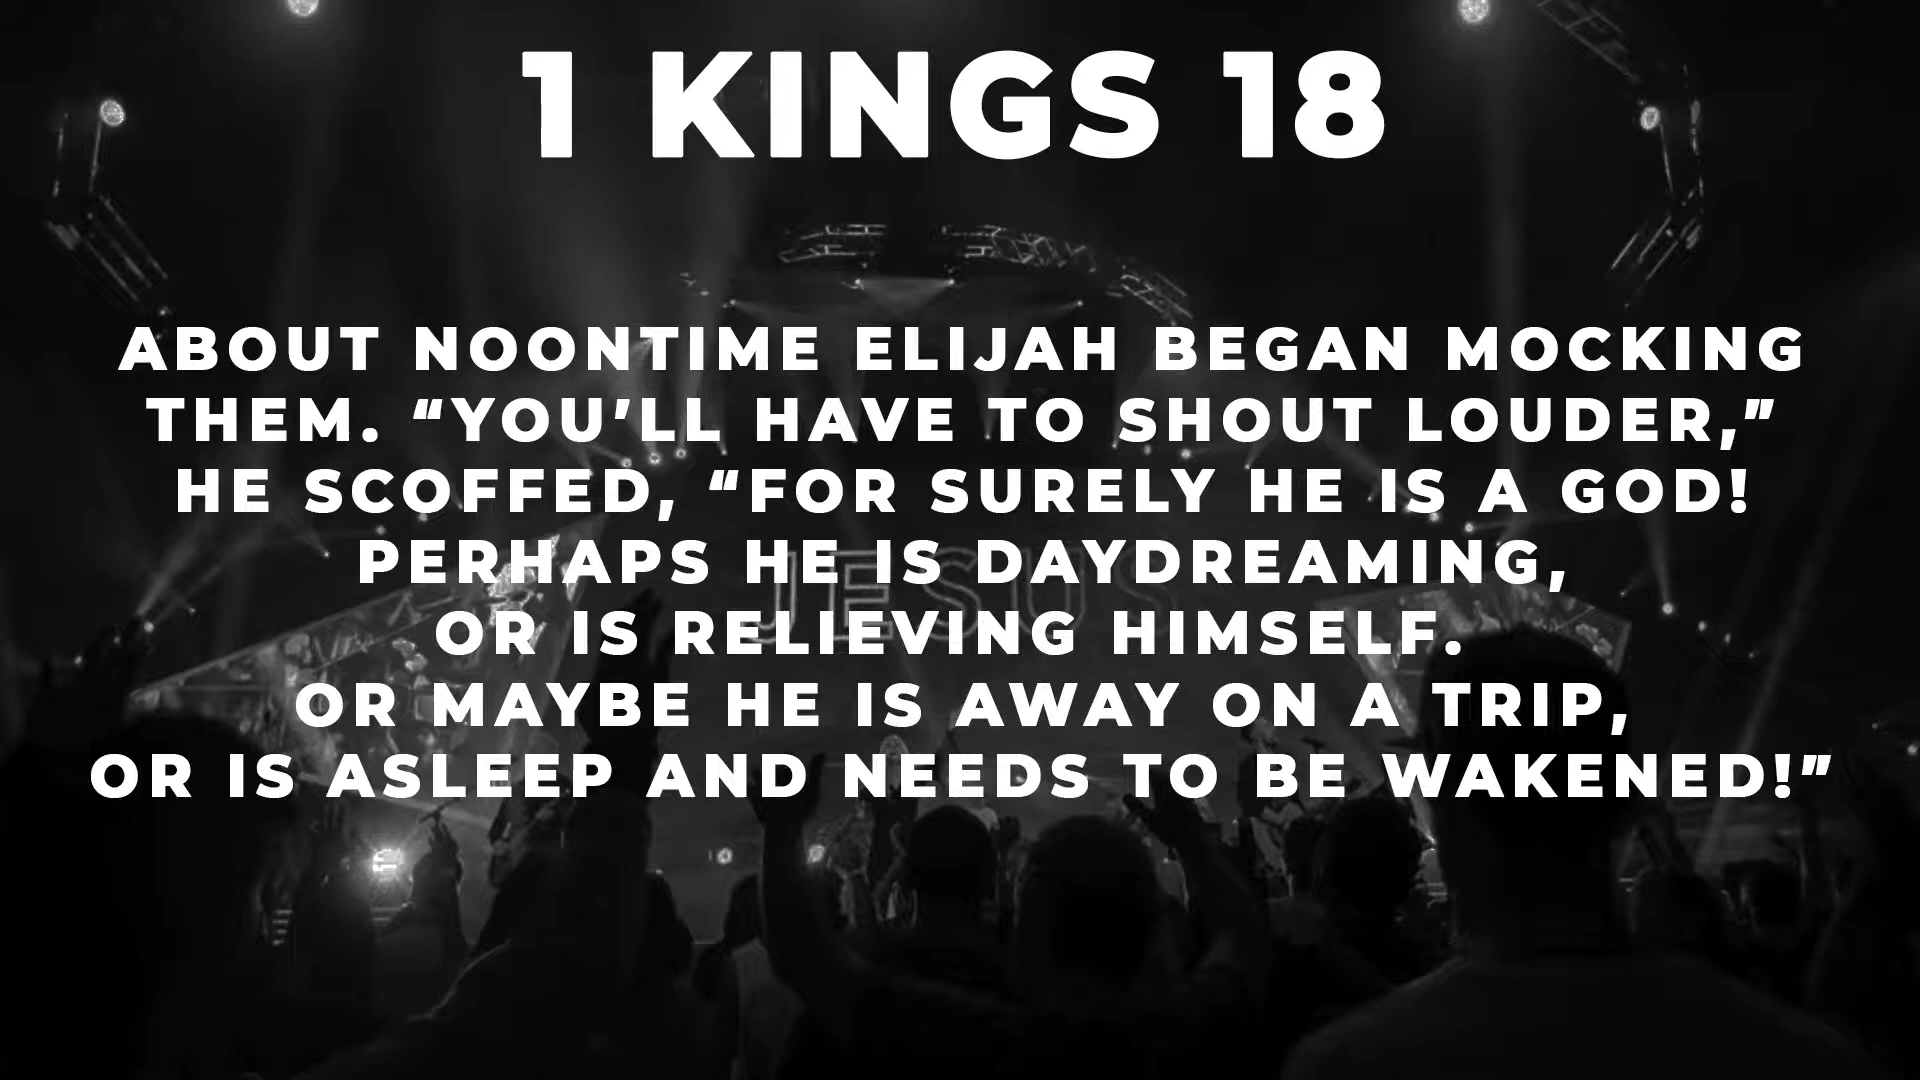 1 KINGS 18
ABOUT NOONTIME ELIJAH BEGAN MOCKING
THEM. “YOU’LL HAVE TO SHOUT LOUDER,”
HE SCOFFED, “FOR SURELY HE IS A GOD!
PERHAPS HE IS DAYDREAMING,
OR IS RELIEVING HIMSELF.
OR MAYBE HE IS AWAY ON A TRIP,
OR IS ASLEEP AND NEEDS TO BE WAKENED!”
JESUS